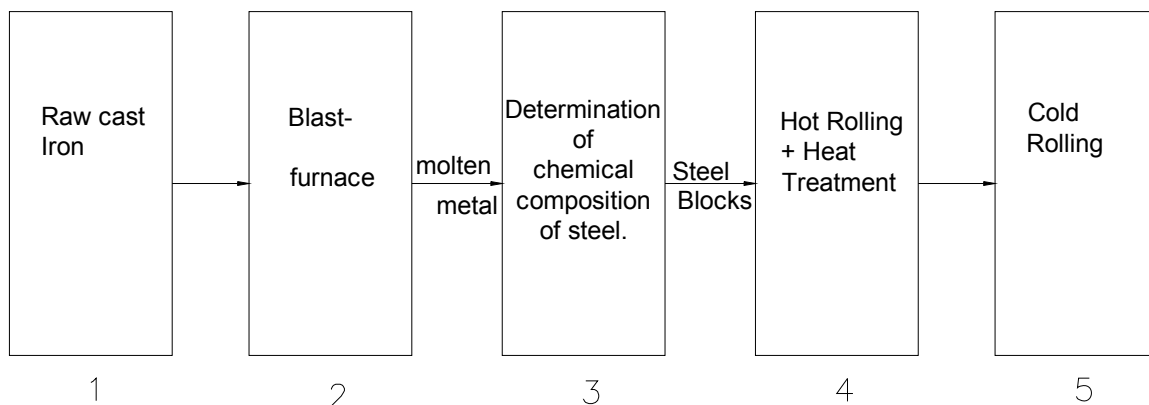 Raw cast
Iron
Blast-
furnace
molten
metal
Determination
of
chemical
composition
of steel.
Steel
Blocks
Hot Rolling
+ Heat
Treatment
Cold
Rolling
1
2
3
4
5